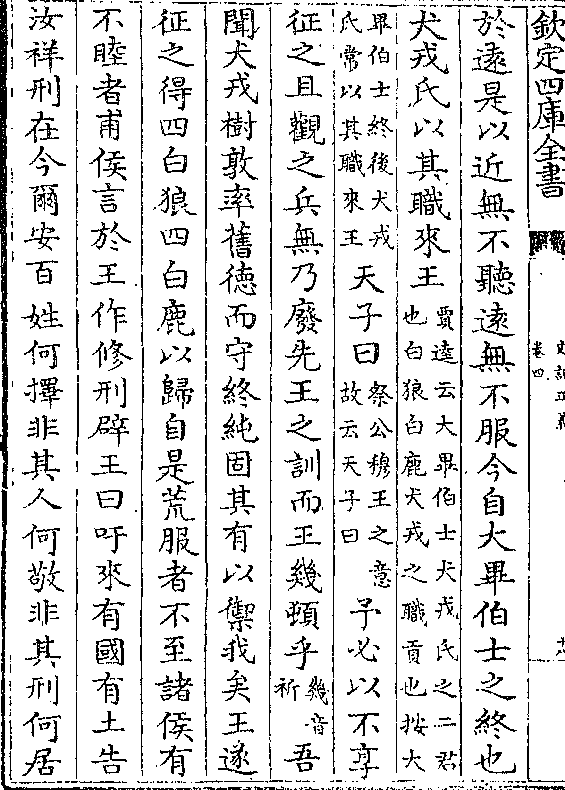 欽定四庫全書
史記正義
卷四
於遠是以近無不聽遠無不服今自大畢伯士之終也
犬戎氏以其職來王賈逵云大畢伯士犬戎氏之二君也白狼白鹿犬戎之職貢也按大
畢伯士終後犬戎氏常以其職來王天子曰祭公穆王之意故云天子曰予必以不享
征之且觀之兵無乃廢先王之訓而王幾頓乎幾音祈吾
聞犬戎樹敦率舊德而守終純固其有以禦我矣王遂
征之得四白狼四白鹿以歸自是荒服者不至諸侯有
不睦者甫侯言於王作修刑辟王曰吁來有國有土告
汝祥刑在今爾安百姓何擇非其人何敬非其刑何居